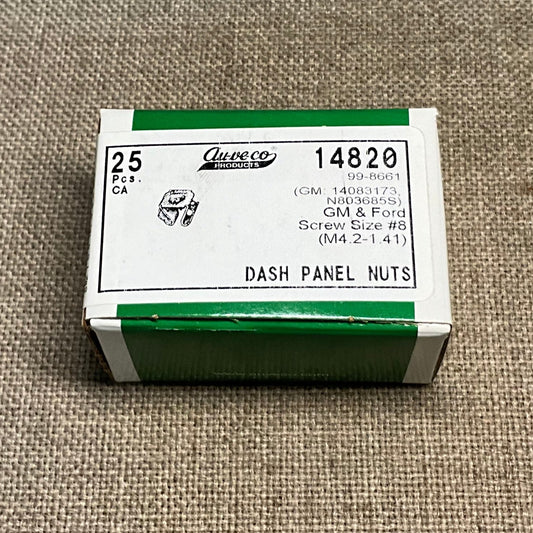 25
Pcs.
CA
Auveco
PRODUCTS
14820
99-8661
(GM: 14083173,
N803685S)
GM & Ford
Screw Size #8
(M4.2-1.41)
DASH PANEL NUTS